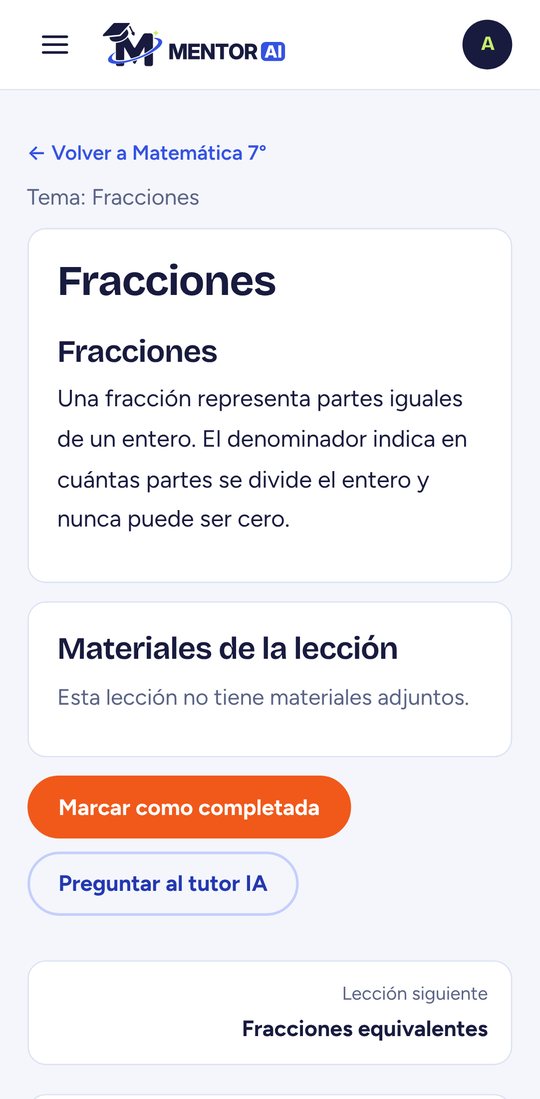 MENTOR AI
A
← Volver a Matemática 7°
Tema: Fracciones
Fracciones
Fracciones
Una fracción representa partes iguales
de un entero. El denominador indica en
cuántas partes se divide el entero y
nunca puede ser cero.
Materiales de la lección
Esta lección no tiene materiales adjuntos.
Marcar como completada
Preguntar al tutor IA
Lección siguiente
Fracciones equivalentes